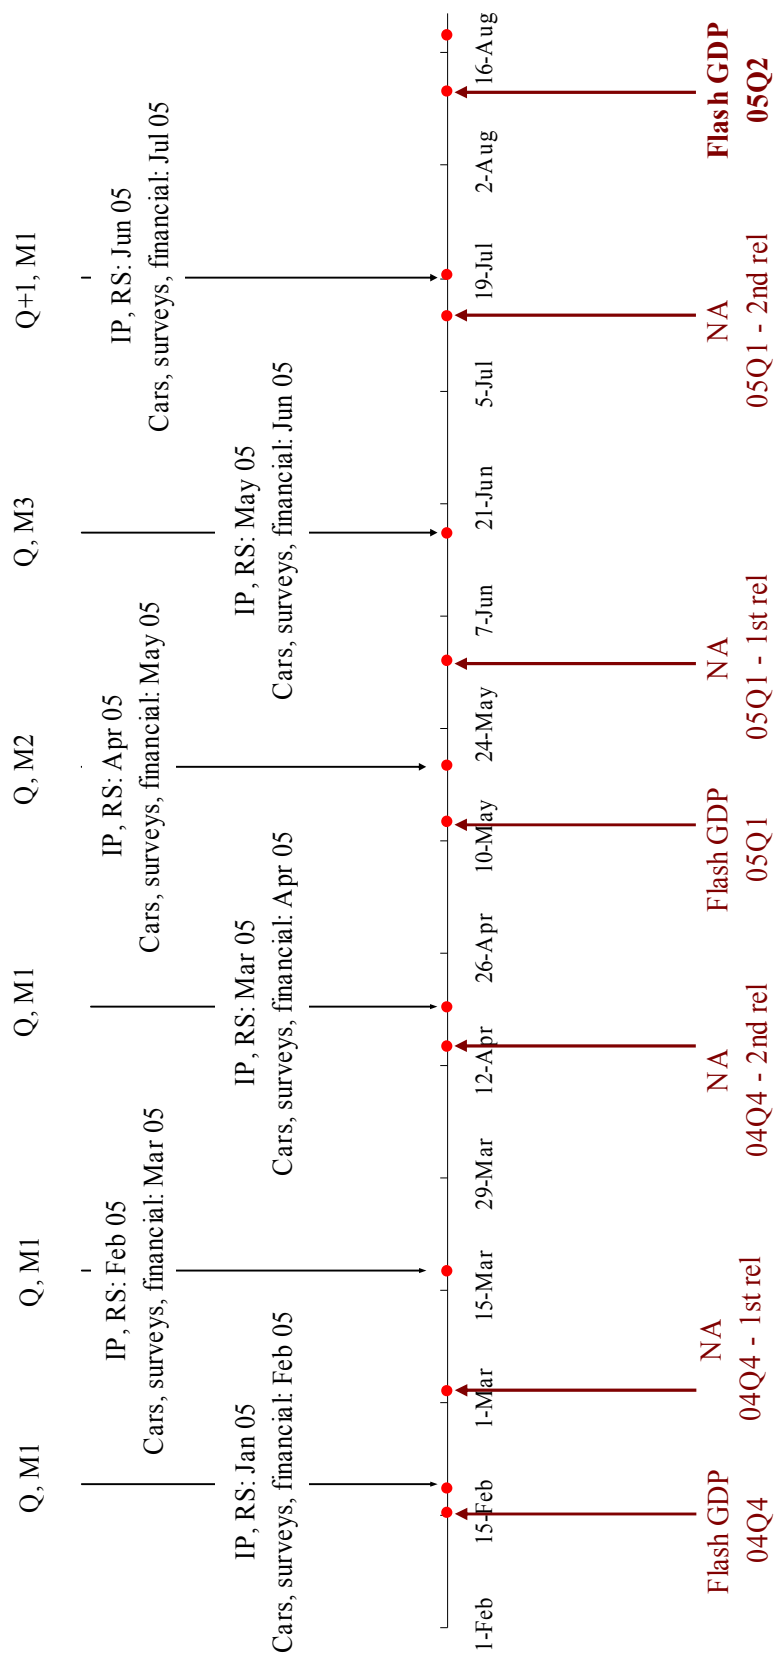 Q, M1
Q, M1
Q, M1
Q, M2
Q, M3
Q+1, M1
IP, RS: Jan 05
Cars, surveys, financial: Feb 05
IP, RS: Feb 05
Cars, surveys, financial: Mar 05
IP, RS: Mar 05
Cars, surveys, financial: Apr 05
IP, RS: Apr 05
Cars, surveys, financial: May 05
IP, RS: May 05
Cars, surveys, financial: Jun 05
IP, RS: Jun 05
Cars, surveys, financial: Jul 05
1-Feb
15-Feb
1-Mar
15-Mar
29-Mar
12-Apr
26-Apr
10-May
24-May
7-Jun
21-Jun
5-Jul
19-Jul
2-Aug
16-Aug
Flash GDP
04Q4
NA
04Q4 - 1st rel
NA
04Q4 - 2nd rel
Flash GDP
05Q1
NA
05Q1 - 1st rel
NA
05Q1 - 2nd rel
Flash GDP
05Q2